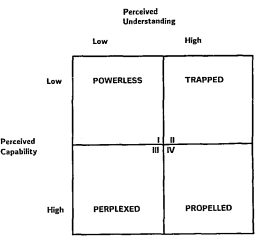 Perceived
Understanding
Low High
Low POWERLESS TRAPPED
I II
Perceived
Capability
III IV
High PERPLEXED PROPELLED